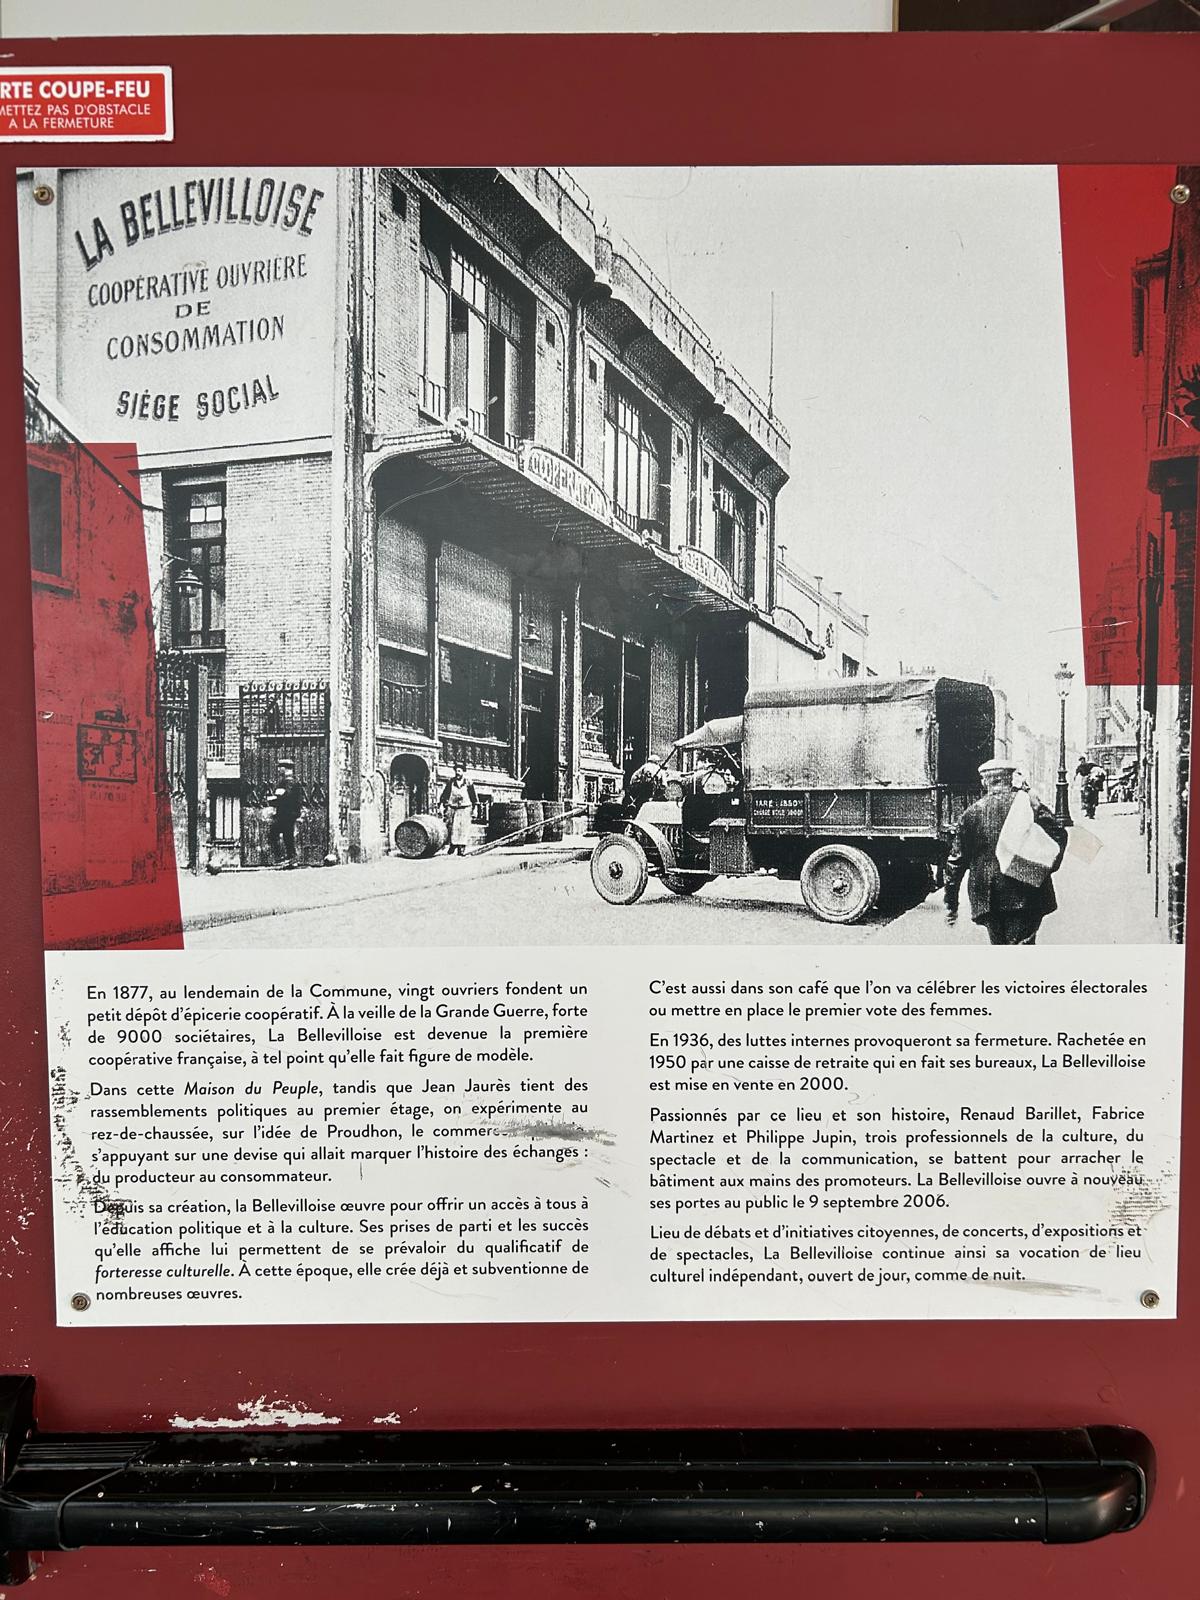 RTE COUPE-FEU
METTEZ PAS D'OBSTACLE
A LA FERMETURE
LA BELLEVILLOISE
COOPÉRATIVE OUVRIÈRE
DE
CONSOMMATION
SIÈGE SOCIAL
En 1877, au lendemain de la Commune, vingt ouvriers fondent un
petit dépôt d'épicerie coopératif. À la veille de la Grande Guerre, forte
de 9000 sociétaires, La Bellevilloise est devenue la première
coopérative française, à tel point qu'elle fait figure de modèle.
Dans cette Maison du Peuple, tandis que Jean Jaurès tient des
rassemblements politiques au premier étage, on expérimente au
rez-de-chaussée, sur l'idée de Proudhon, le
s'appuyant sur une devise qui allait marquer l'histoire des échanges :
du producteur au consommateur.
Depuis sa création, la Bellevilloise œuvre pour offrir un accès à tous à
l'éducation politique et à la culture. Ses prises de parti et les succès
qu'elle affiche lui permettent de se prévaloir du qualificatif de
forteresse culturelle. À cette époque, elle crée déjà et subventionne de
nombreuses œuvres.
C'est aussi dans son café que l'on va célébrer les victoires électorales
ou mettre en place le premier vote des femmes.
En 1936, des luttes internes provoqueront sa fermeture. Rachetée en
1950 par une caisse de retraite qui en fait ses bureaux, La Bellevilloise
est mise en vente en 2000.
Passionnés par ce lieu et son histoire, Renaud Barillet, Fabrice
Martinez et Philippe Jupin, trois professionnels de la culture, du
spectacle et de la communication, se battent pour arracher le
bâtiment aux mains des promoteurs. La Bellevilloise ouvre à nouveau
ses portes au public le 9 septembre 2006.
Lieu de débats et d'initiatives citoyennes, de concerts, d'expositions et
de spectacles, La Bellevilloise continue ainsi sa vocation de lieu
culturel indépendant, ouvert de jour, comme de nuit.